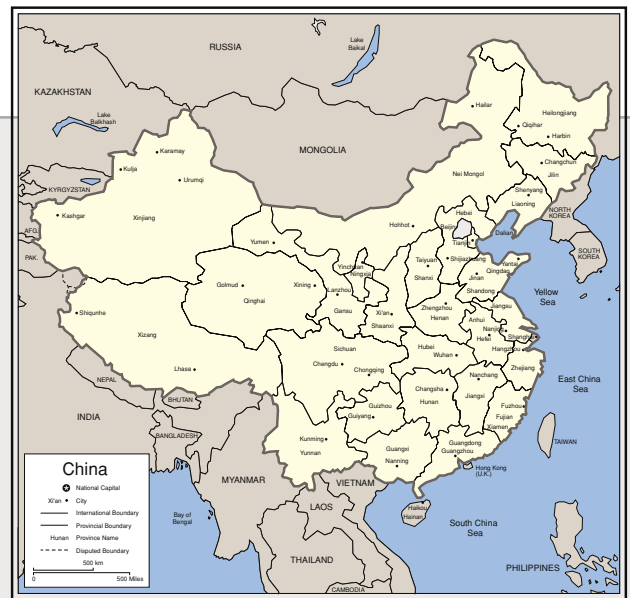 RUSSIA
Lake
Baikal
KAZAKHSTAN
Lake
Balkhash
MONGOLIA
Hailar
Heilongjiang
Qiqihar
Harbin
Karamay
Changchun
Jilin
Kulja
Urumqi
KYRGYZSTAN
Nei Mongol
Shenyang
Liaoning
Kashgar
Xinjiang
Hebei
NORTH
KOREA
Hohhot
Beijin
Dalian
AFG.
Yumen
Tianjin
PAK.
Taiyuan
Shijiazhuang
Yantai
SOUTH
KOREA
Yinchuan
Ningxia
Jinan
Qingdao
Shanxi
Golmud
Xining
Lanzhou
Shandong
Yellow
Sea
Qinghai
Zhengzhou
Jiangau
Shiqunhe
Gansu
Xi'an
Henan
Anhui
Shaanxi
Nanjing
Xizang
Hefei
Shanghai
Sichuan
Hubei
Hangzhou
Wuhan
Changdu
Lhasa
Chongqing
Zhejiang
NEPAL
Nanchang
East China
Sea
Changsha
BHUTAN
Hunan
Jiangxi
Guizhou
Fuzhou
INDIA
Guiyang
Fujian
Xiamen
BANGLADESH
Kunming
Guangdong
TAIWAN
Yunnan
Guangxi
Guangzhou
Nanning
Hong Kong
(U.K.)
MYANMAR
VIETNAM
LAOS
Haikou
Hainan
Bay of
Bengal
South China
Sea
THAILAND
PHILIPPINES
CAMBODIA
China
National Capital
Xi'an City
International Boundary
Provincial Boundary
Hunan Province Name
Disputed Boundary
500 km
0 500 Miles